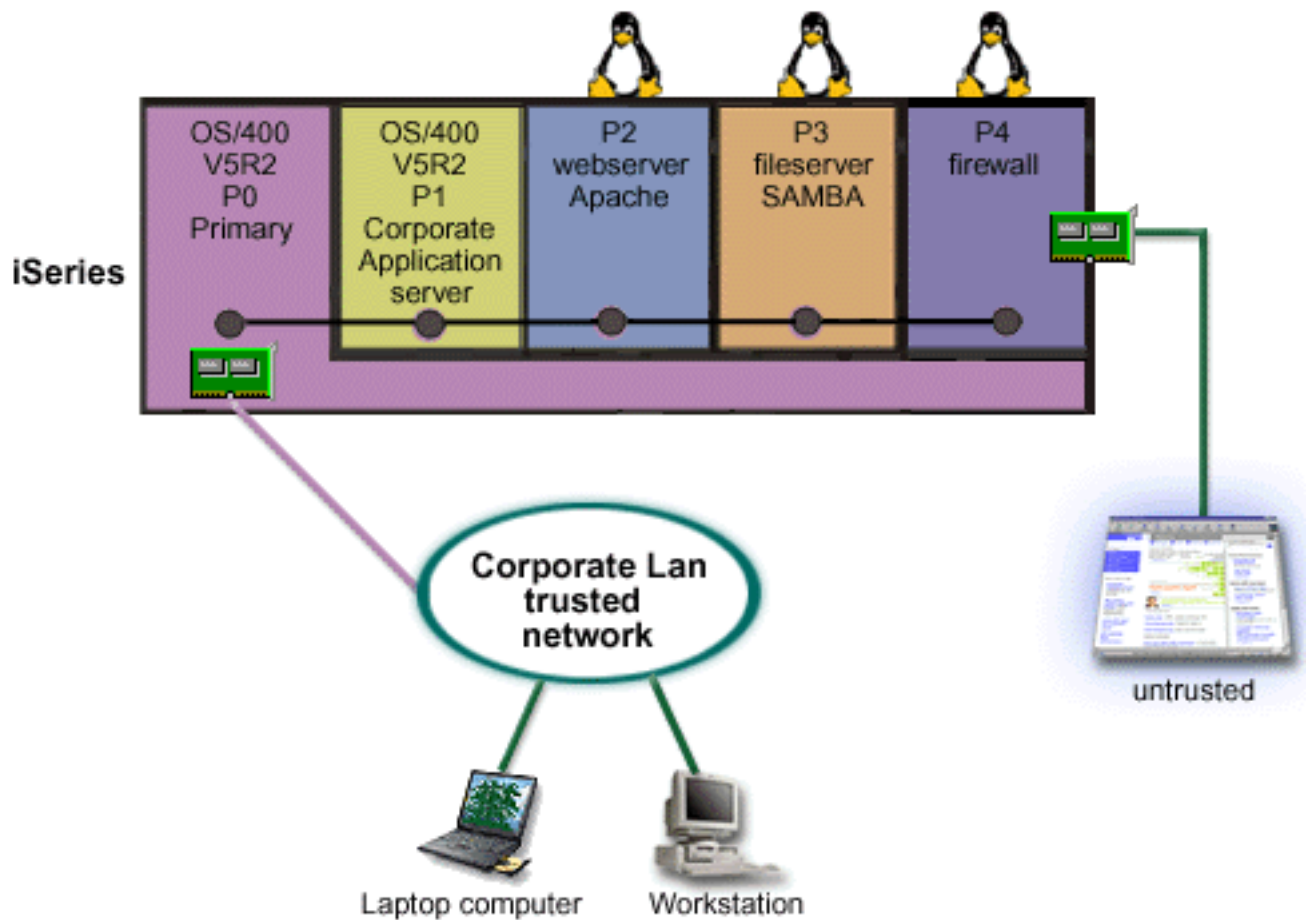 OS/400
V5R2
P0
Primary
OS/400
V5R2
P1
Corporate
Application
server
P2
webserver
Apache
P3
fileserver
SAMBA
P4
firewall
iSeries
Corporate Lan
trusted
network
untrusted
Laptop computer
Workstation